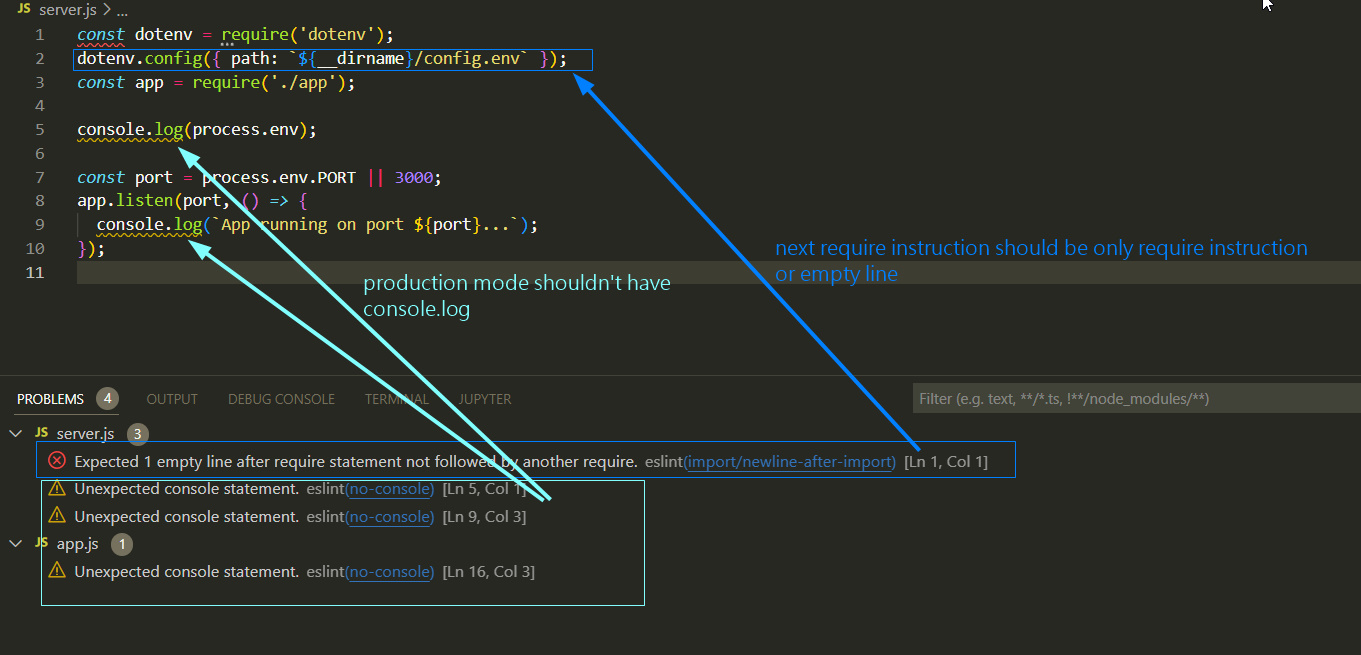 JS server.js > ...
1 const dotenv = require('dotenv');
2 dotenv.config({ path: `${__dirname}/config.env` });
3 const app = require('./app');
4
5 console.log(process.env);
6
7 const port = process.env.PORT || 3000;
8 app.listen(port, () => {
9 console.log(`App running on port ${port}...`);
10 });
11
next require instruction should be only require instruction
or empty line
production mode shouldn't have
console.log
PROBLEMS 4 OUTPUT DEBUG CONSOLE TERMINAL JUPYTER Filter (e.g. text, **/*.ts, !**/node_modules/**)
JS server.js 3
Expected 1 empty line after require statement not followed by another require. eslint(import/newline-after-import) [Ln 1, Col 1]
Unexpected console statement. eslint(no-console) [Ln 5, Col 1]
Unexpected console statement. eslint(no-console) [Ln 9, Col 3]
JS app.js 1
Unexpected console statement. eslint(no-console) [Ln 16, Col 3]